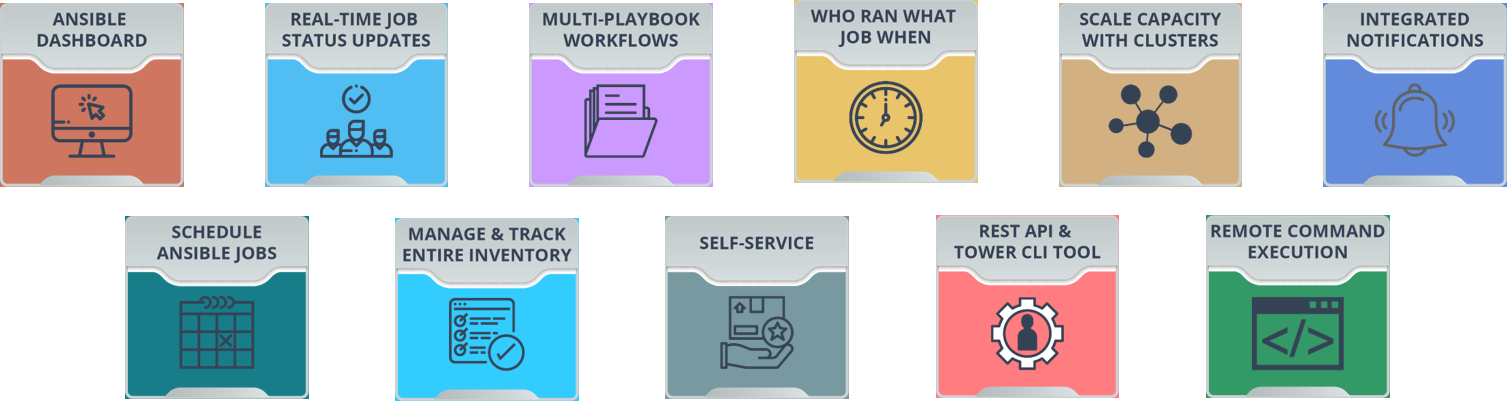 ANSIBLE
DASHBOARD
REAL-TIME JOB
STATUS UPDATES
MULTI-PLAYBOOK
WORKFLOWS
WHO RAN WHAT
JOB WHEN
SCALE CAPACITY
WITH CLUSTERS
INTEGRATED
NOTIFICATIONS
SCHEDULE
ANSIBLE JOBS
MANAGE & TRACK
ENTIRE INVENTORY
SELF-SERVICE
REST API &
TOWER CLI TOOL
REMOTE COMMAND
EXECUTION
</>